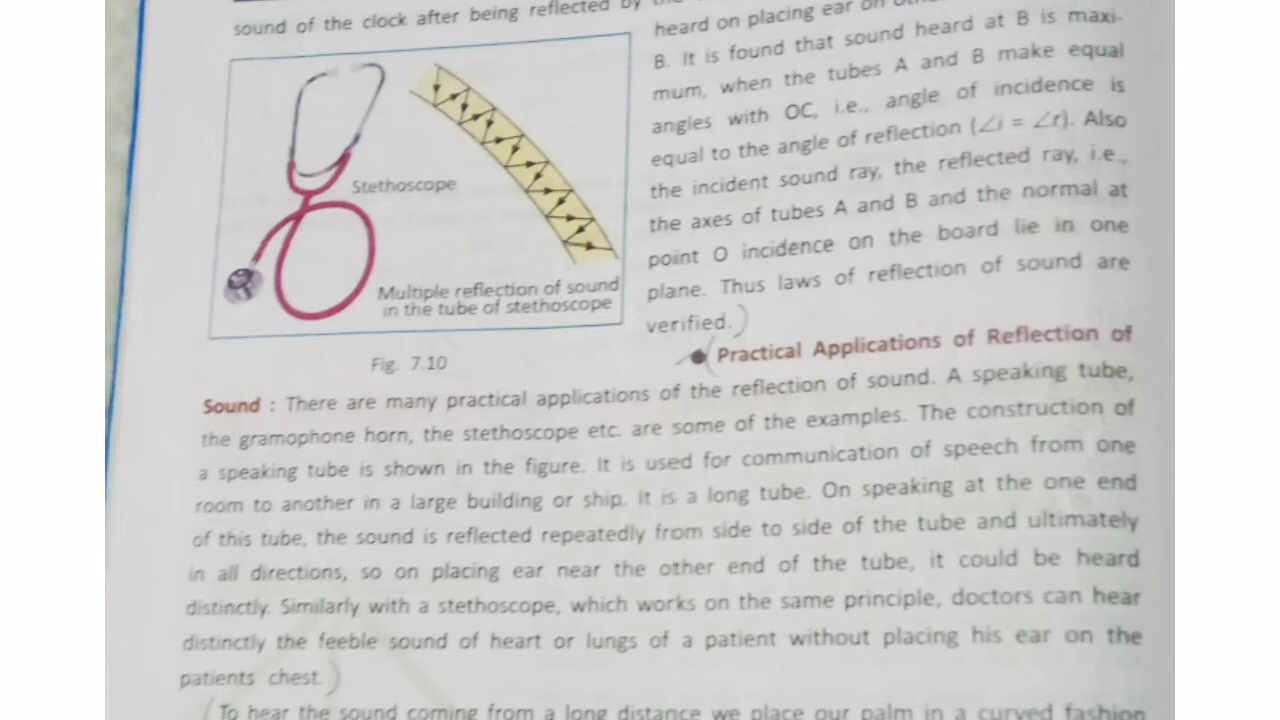 sound of the clock after being reflected by
Stethoscope
Multiple reflection of sound
in the tube of stethoscope
Fig. 7.10
heard on placing ear on
B. It is found that sound heard at B is maxi-
mum, when the tubes A and B make equal
angles with OC, i.e., angle of incidence is
equal to the angle of reflection (∠i = ∠r). Also
the incident sound ray, the reflected ray, i.e.,
the axes of tubes A and B and the normal at
point O incidence on the board lie in one
plane. Thus laws of reflection of sound are
verified.)
(Practical Applications of Reflection of
Sound : There are many practical applications of the reflection of sound. A speaking tube,
the gramophone horn, the stethoscope etc. are some of the examples. The construction of
a speaking tube is shown in the figure. It is used for communication of speech from one
room to another in a large building or ship. It is a long tube. On speaking at the one end
of this tube, the sound is reflected repeatedly from side to side of the tube and ultimately
in all directions, so on placing ear near the other end of the tube, it could be heard
distinctly. Similarly with a stethoscope, which works on the same principle, doctors can hear
distinctly the feeble sound of heart or lungs of a patient without placing his ear on the
patients chest.)
(To hear the sound coming from a long distance we place our palm in a curved fashion